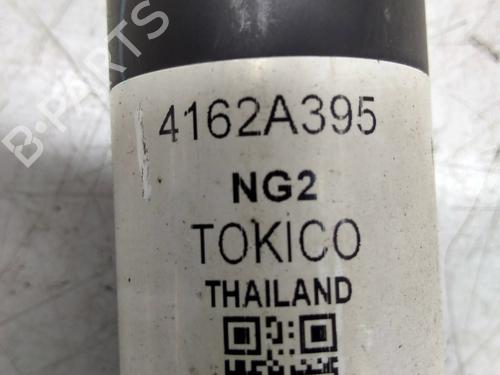 B-PARTS
4162A395
NG2
TOKICO
THAILAND